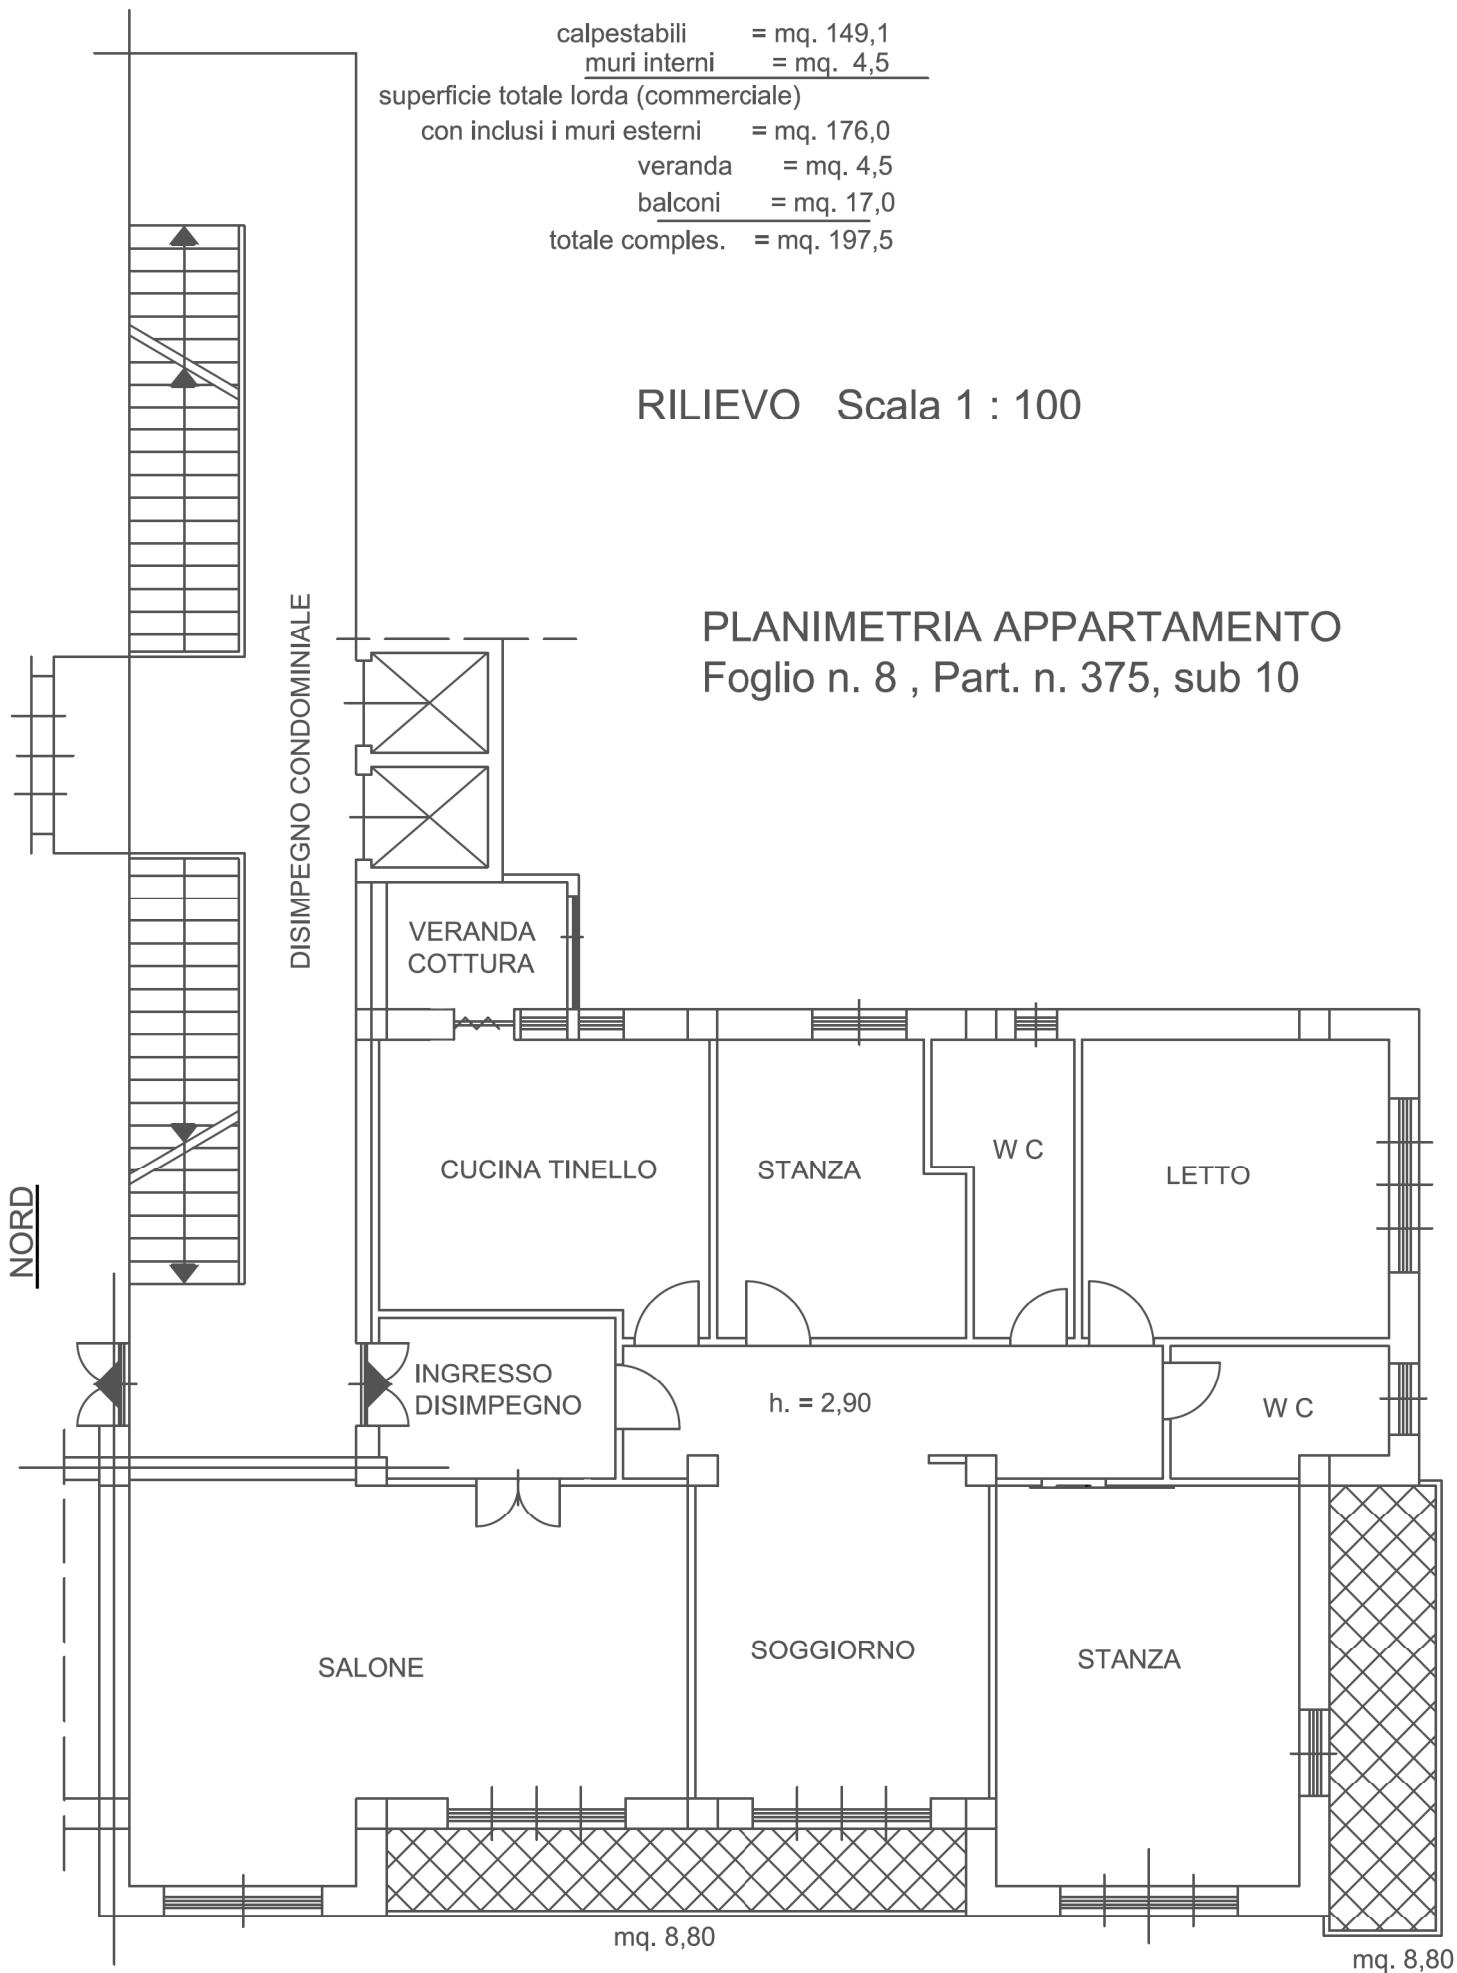 calpestabili = mq. 149,1
muri interni = mq. 4,5
superficie totale lorda (commerciale)
con inclusi i muri esterni = mq. 176,0
veranda = mq. 4,5
balconi = mq. 17,0
totale comples. = mq. 197,5
RILIEVO Scala 1 : 100
PLANIMETRIA APPARTAMENTO
Foglio n. 8 , Part. n. 375, sub 10
DISIMPEGNO CONDOMINIALE
VERANDA
COTTURA
CUCINA TINELLO
STANZA
W C
LETTO
NORD
INGRESSO
DISIMPEGNO
h. = 2,90
W C
SALONE
SOGGIORNO
STANZA
mq. 8,80
mq. 8,80